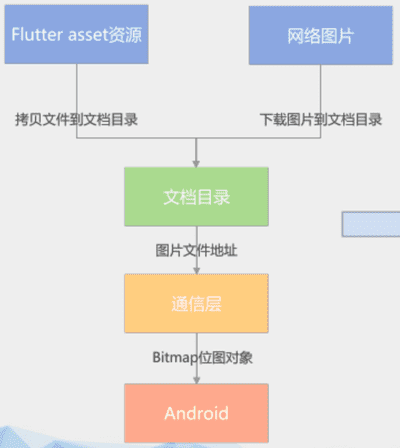 Flutter asset资源
网络图片
拷贝文件到文档目录
下载图片到文档目录
文档目录
图片文件地址
通信层
Bitmap位图对象
Android